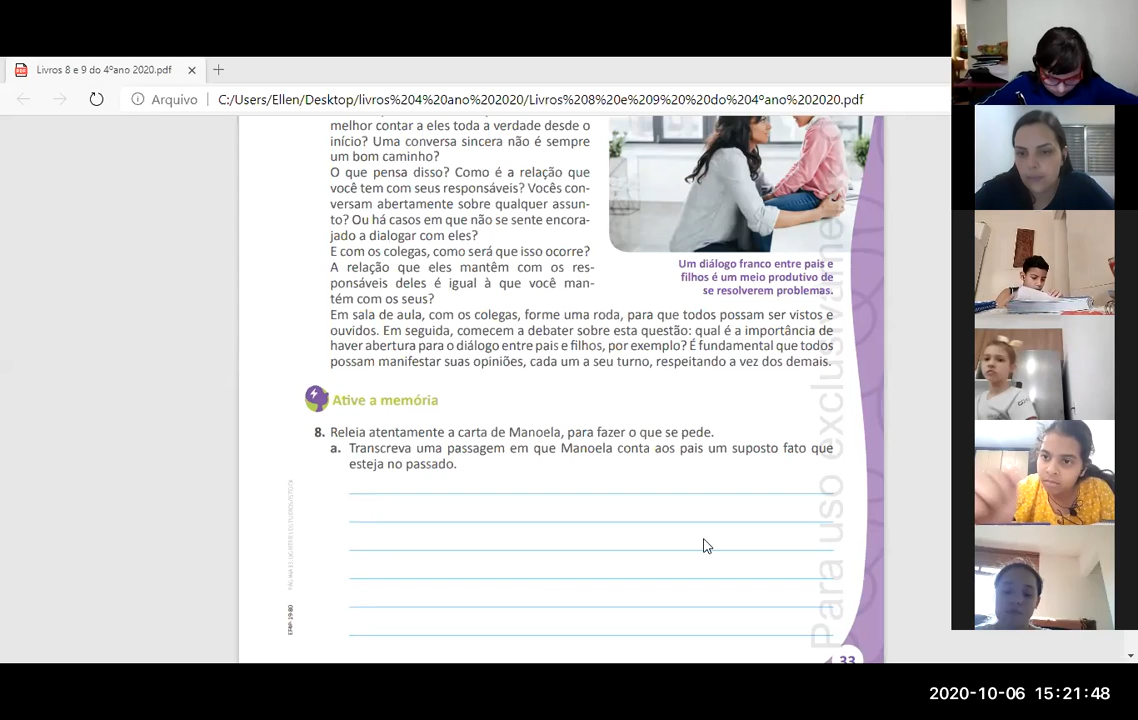 Livros 8 e 9 do 4ºano 2020.pdf
Arquivo
C:/Users/Ellen/Desktop/livros%204%20ano%202020/Livros%208%20e%209%20%20do%204ºano%202020.pdf
melhor contar a eles toda a verdade desde o
início? Uma conversa sincera não é sempre
um bom caminho?
O que pensa disso? Como é a relação que
você tem com seus responsáveis? Vocês con-
versam abertamente sobre qualquer assun-
to? Ou há casos em que não se sente encora-
jado a dialogar com eles?
E com os colegas, como será que isso ocorre?
A relação que eles mantêm com os res-
ponsáveis deles é igual à que você man-
tém com os seus?
Um diálogo franco entre pais e
filhos é um meio produtivo de
se resolverem problemas.
Em sala de aula, com os colegas, forme uma roda, para que todos possam ser vistos e
ouvidos. Em seguida, comecem a debater sobre esta questão: qual é a importância de
haver abertura para o diálogo entre pais e filhos, por exemplo? É fundamental que todos
possam manifestar suas opiniões, cada um a seu turno, respeitando a vez dos demais.
Ative a memória
8. Releia atentamente a carta de Manoela, para fazer o que se pede.
a. Transcreva uma passagem em que Manoela conta aos pais um suposto fato que
esteja no passado.
Para uso exclusivame
33
2020-10-06 15:21:48